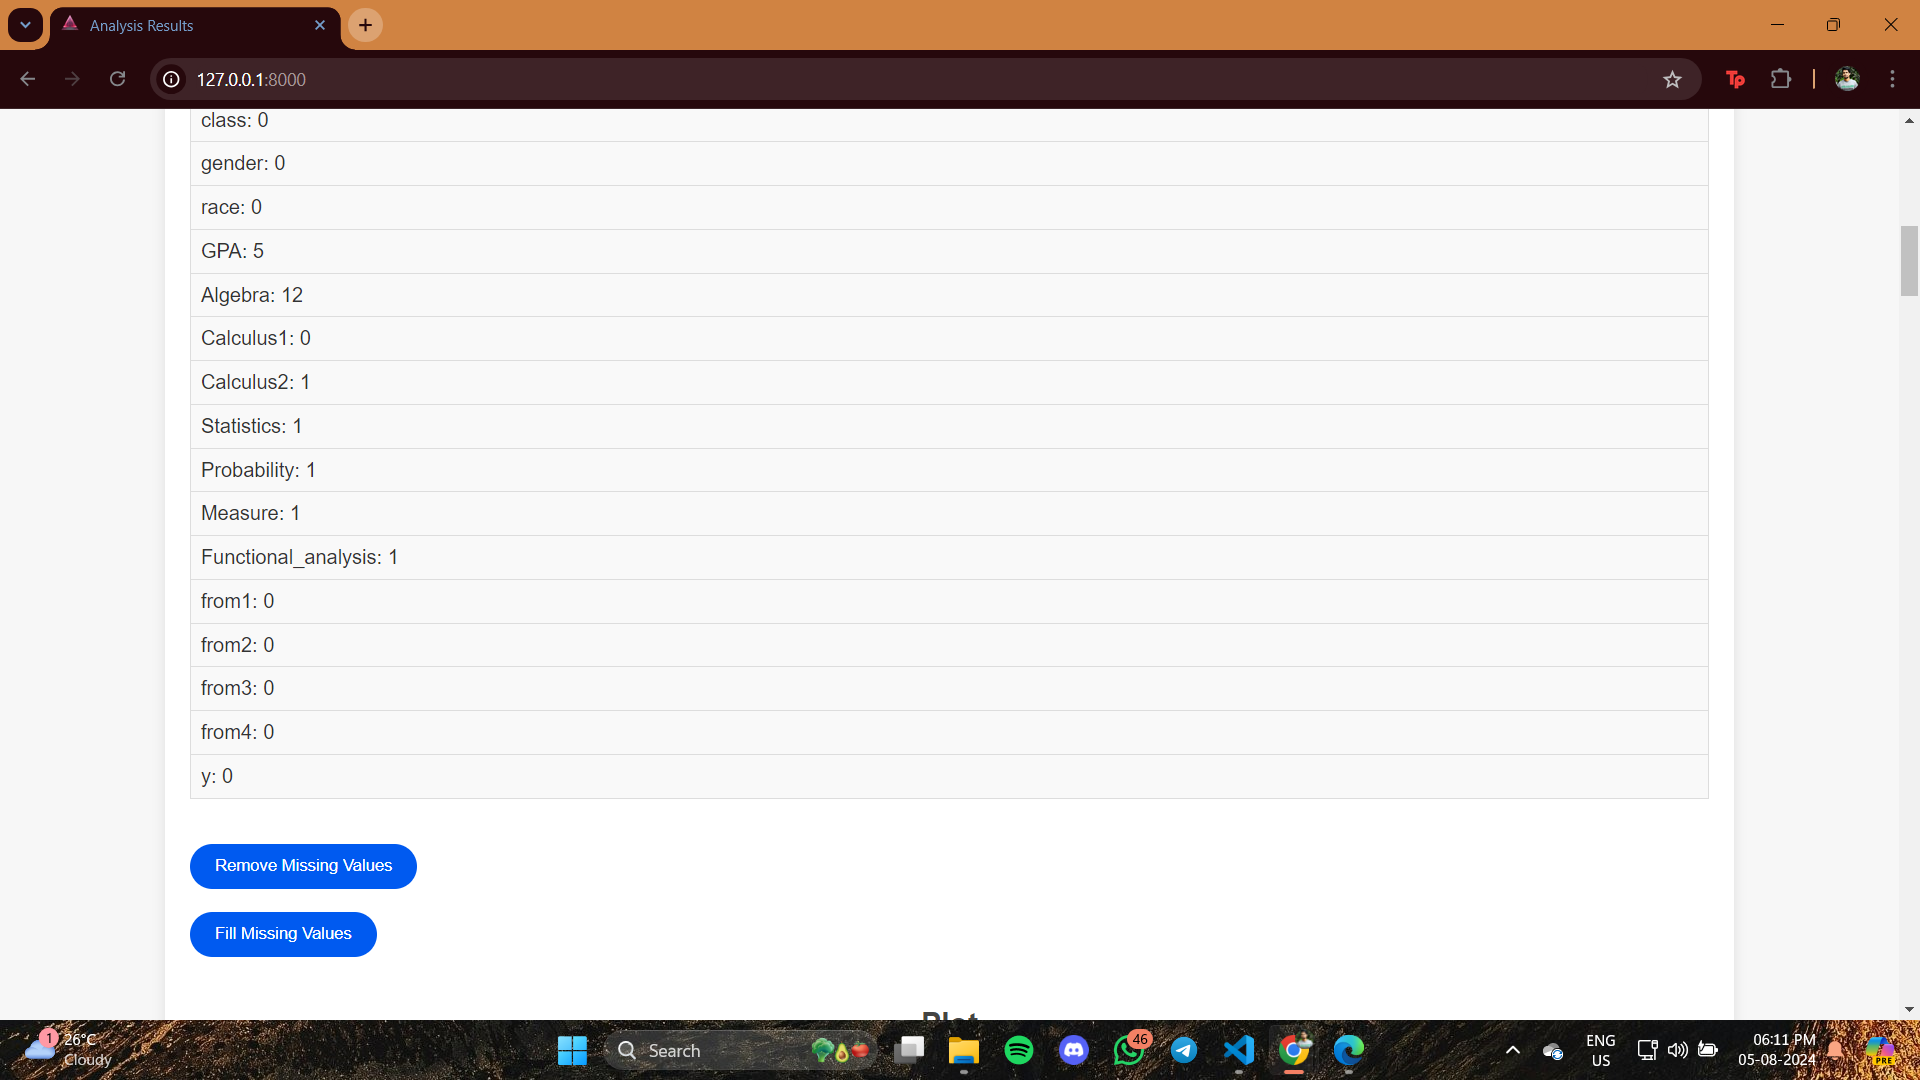 Analysis Results
127.0.0.1:8000
class: 0
gender: 0
race: 0
GPA: 5
Algebra: 12
Calculus1: 0
Calculus2: 1
Statistics: 1
Probability: 1
Measure: 1
Functional_analysis: 1
from1: 0
from2: 0
from3: 0
from4: 0
y: 0
Remove Missing Values
Fill Missing Values
Plot
1
26°C
Cloudy
Search
46
ENG
US
06:11 PM
05-08-2024
PRE